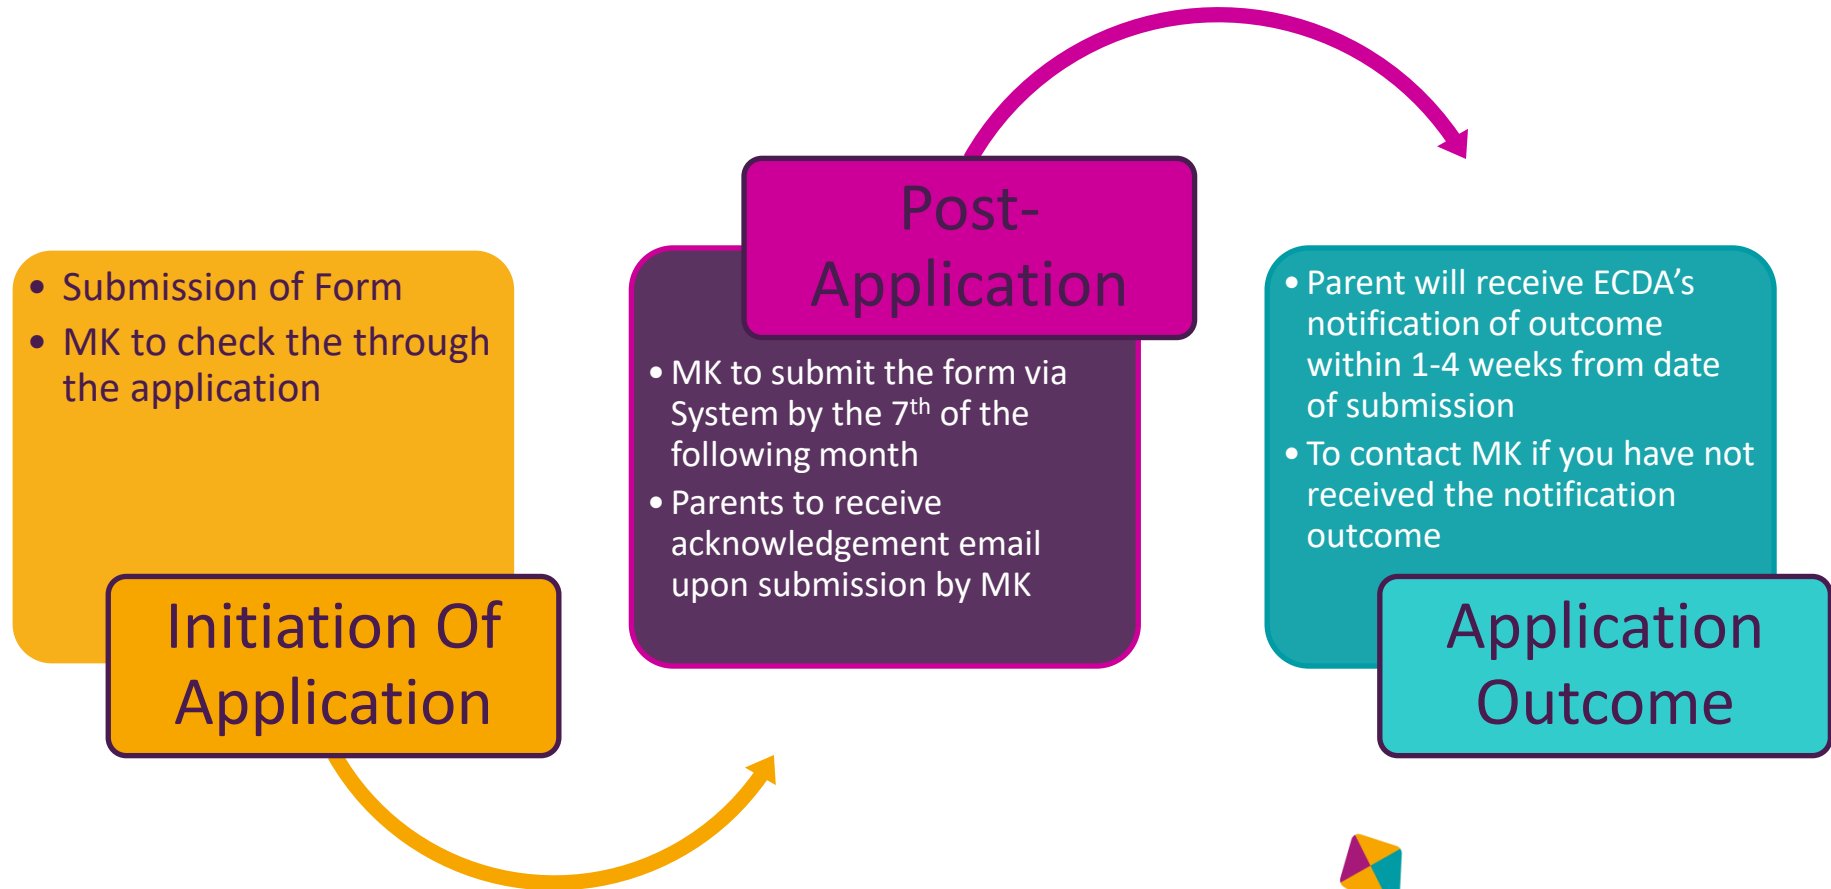 • Submission of Form
• MK to check the through
the application
Initiation Of
Application
Post-
Application
• MK to submit the form via
System by the 7th of the
following month
• Parents to receive
acknowledgement email
upon submission by MK
• Parent will receive ECDA’s
notification of outcome
within 1-4 weeks from date
of submission
• To contact MK if you have not
received the notification
outcome
Application
Outcome